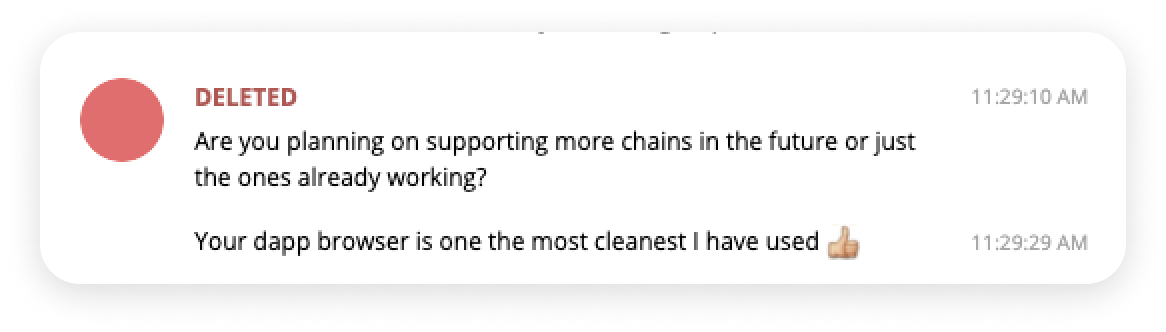 DELETED 11:29:10 AM
Are you planning on supporting more chains in the future or just
the ones already working?
Your dapp browser is one the most cleanest I have used 👍🏼 11:29:29 AM